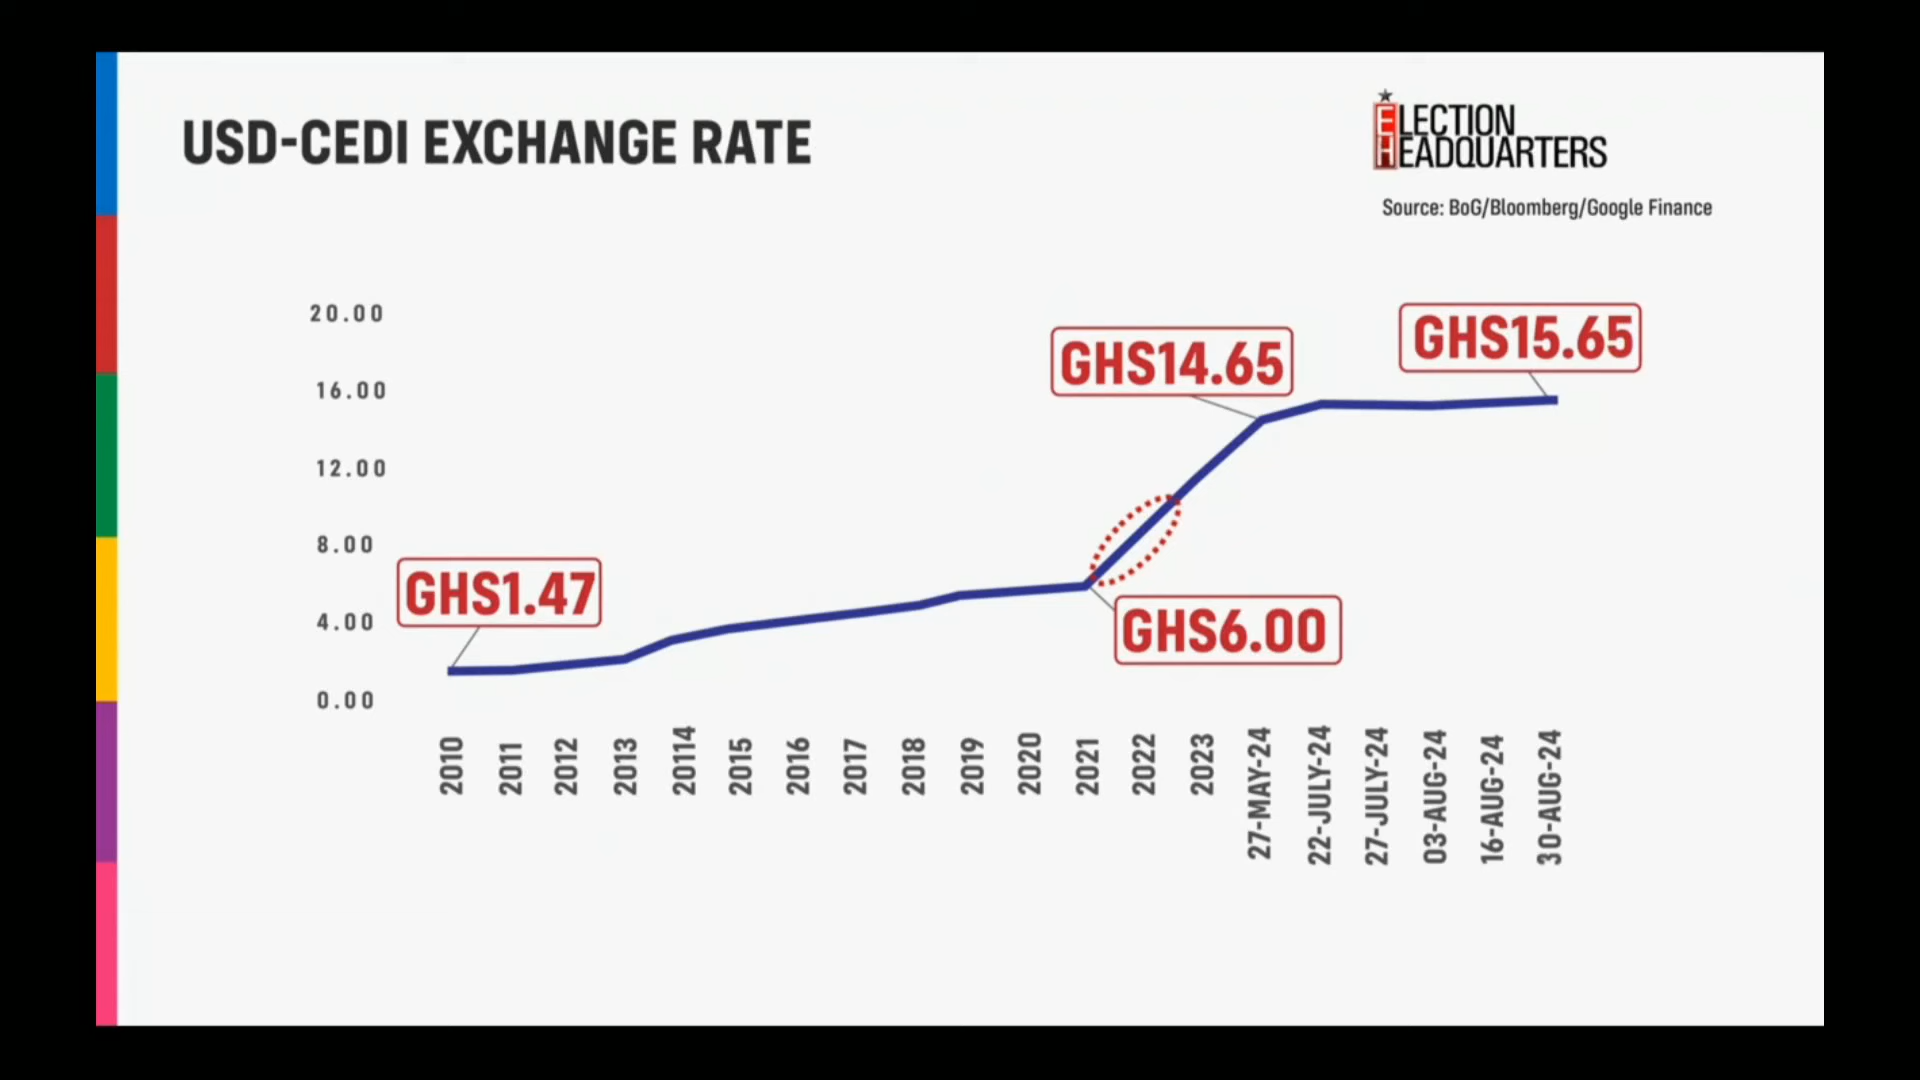 USD-CEDI EXCHANGE RATE
ELECTION
HEADQUARTERS
Source: BoG/Bloomberg/Google Finance
20.00
16.00
12.00
8.00
4.00
0.00
GHS1.47
GHS14.65
GHS15.65
GHS6.00
2010
2011
2012
2013
2014
2015
2016
2017
2018
2019
2020
2021
2022
2023
27-MAY-24
22-JULY-24
27-JULY-24
03-AUG-24
16-AUG-24
30-AUG-24